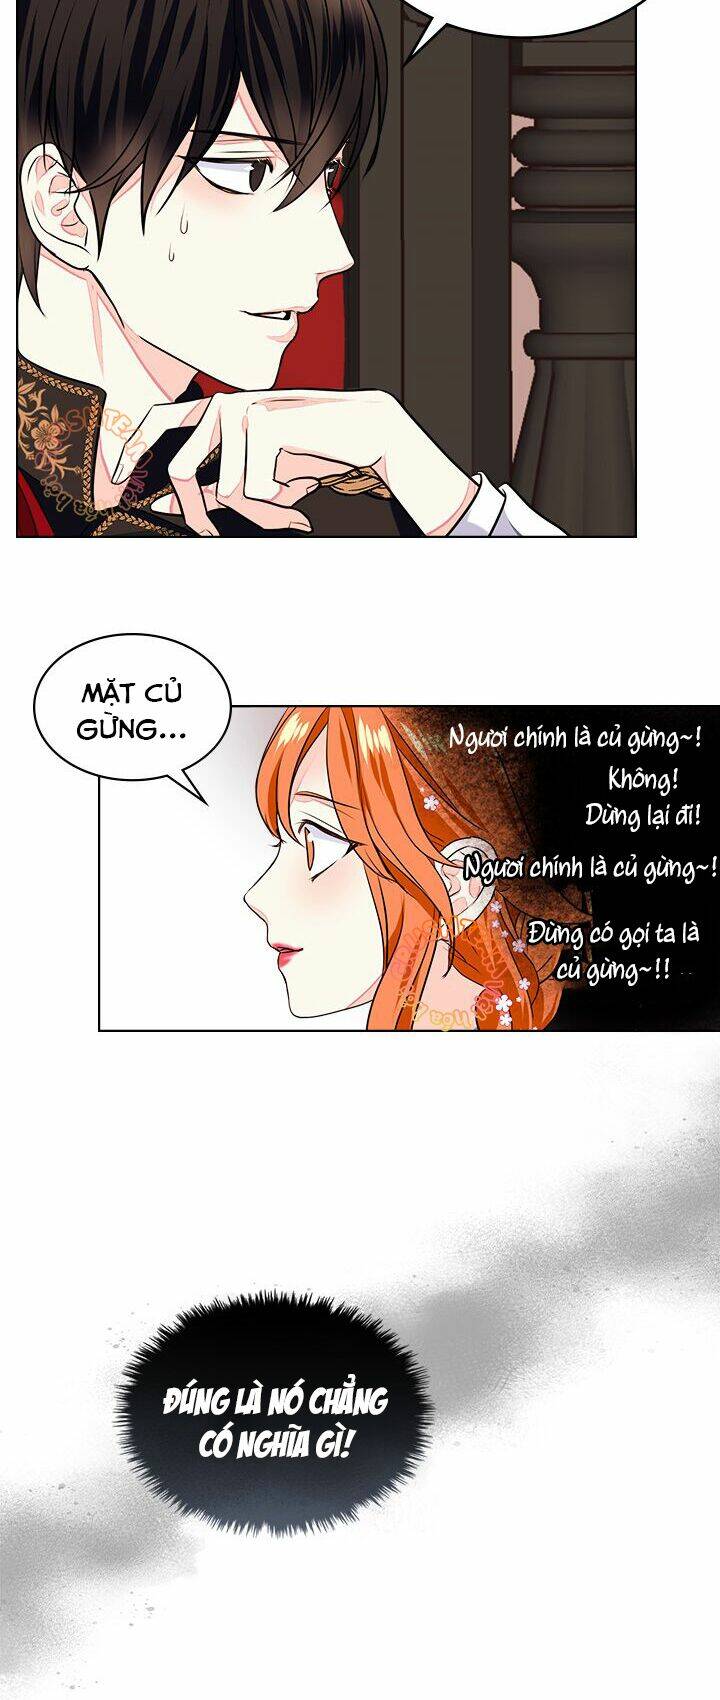 MẶT CỦ
GỪNG...
Ngươi chính là củ gừng~!
Không!
Dừng lại đi!
Ngươi chính là củ gừng~!
Đừng có gọi ta là
củ gừng~!!
ĐÚNG LÀ NÓ CHẲNG
CÓ NGHĨA GÌ!